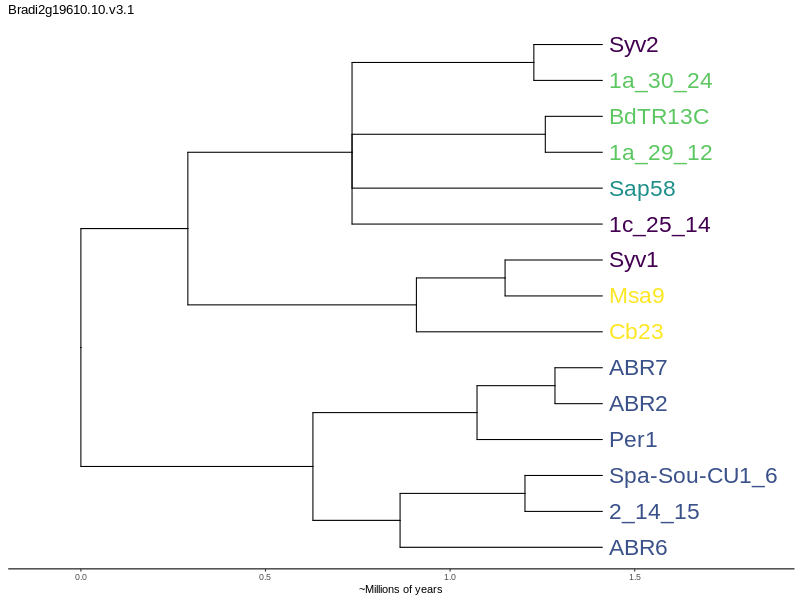 Bradi2g19610.10.v3.1
Syv2
1a_30_24
BdTR13C
1a_29_12
Sap58
1c_25_14
Syv1
Msa9
Cb23
ABR7
ABR2
Per1
Spa-Sou-CU1_6
2_14_15
ABR6
0.0 0.5 1.0 1.5
~Millions of years